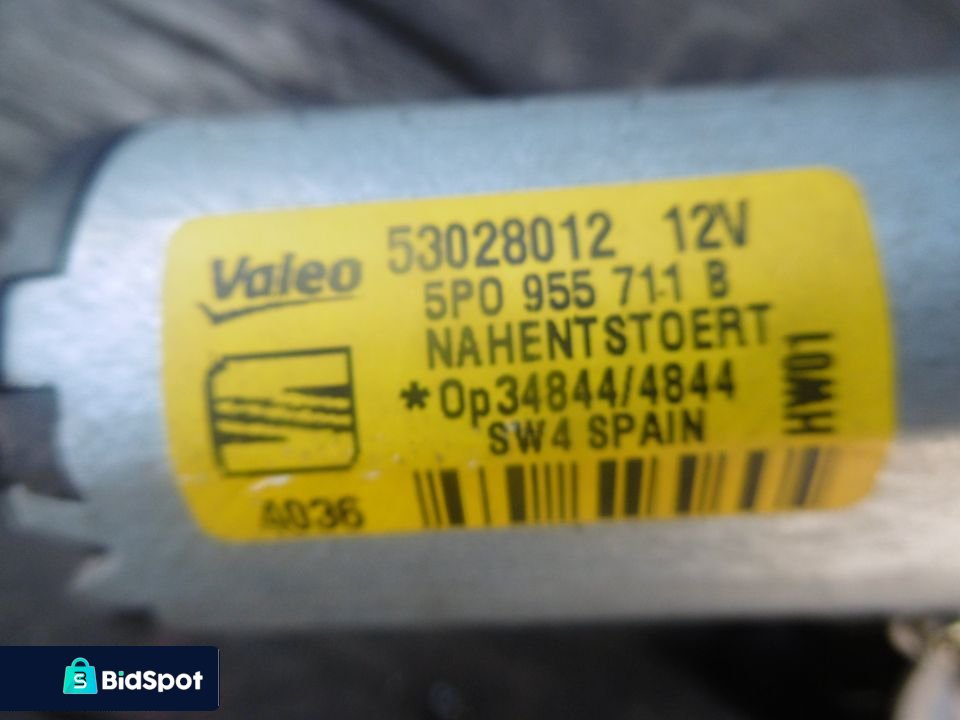 Valeo 53028012 12V
5P0 955 711 B
NAHENTSTOERT
*Op34844/4844
SW4 SPAIN
HW01
4036
BidSpot